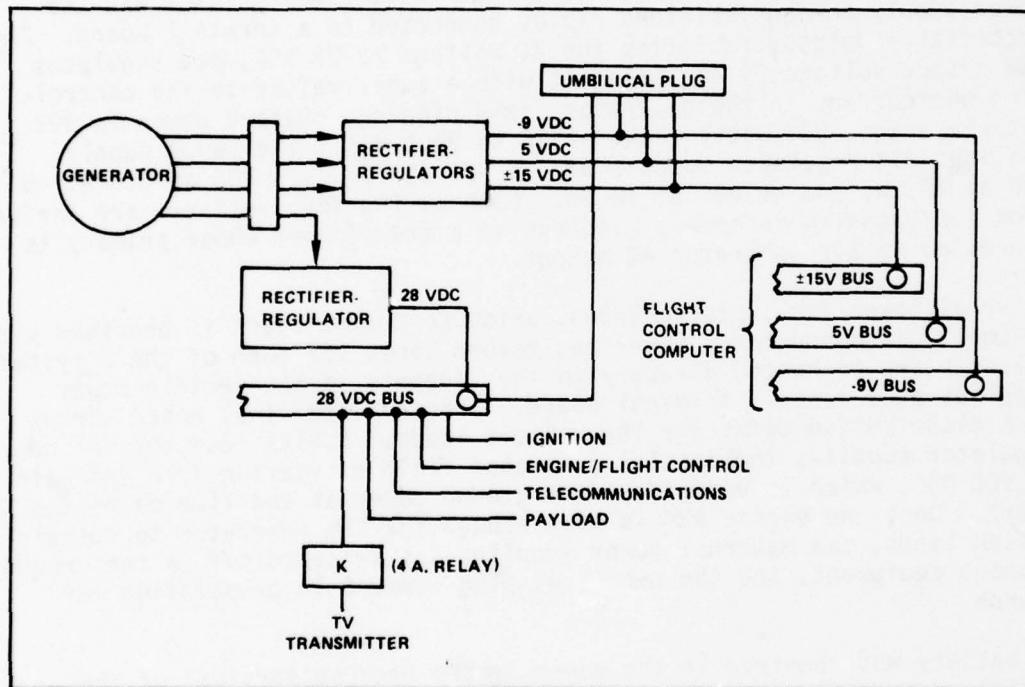 UMBILICAL PLUG
GENERATOR
RECTIFIER-
REGULATORS
-9 VDC
5 VDC
±15 VDC
RECTIFIER-
REGULATOR
28 VDC
FLIGHT
CONTROL
COMPUTER
±15V BUS
5V BUS
-9V BUS
28 VDC BUS
IGNITION
ENGINE/FLIGHT CONTROL
TELECOMMUNICATIONS
PAYLOAD
K
(4 A. RELAY)
TV
TRANSMITTER